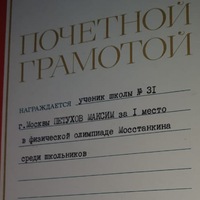 ПОЧЕТНОЙ
ГРАМОТОЙ
НАГРАЖДАЕТСЯ ученик школы № 31
г.Москвы ПЕТУХОВ МАКСИМ за I место
в физической олимпиаде Мосстанкина
среди школьников